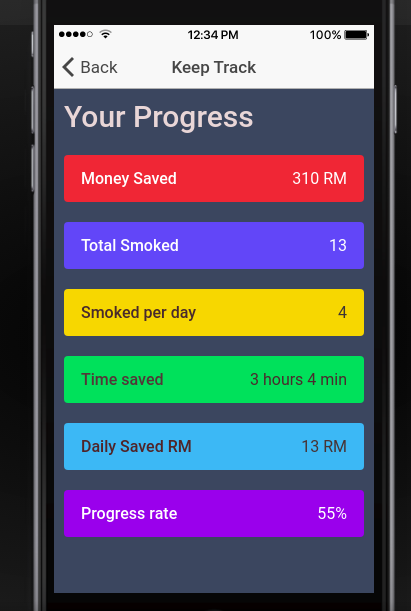 12:34 PM 100%
Back Keep Track
Your Progress
Money Saved 310 RM
Total Smoked 13
Smoked per day 4
Time saved 3 hours 4 min
Daily Saved RM 13 RM
Progress rate 55%